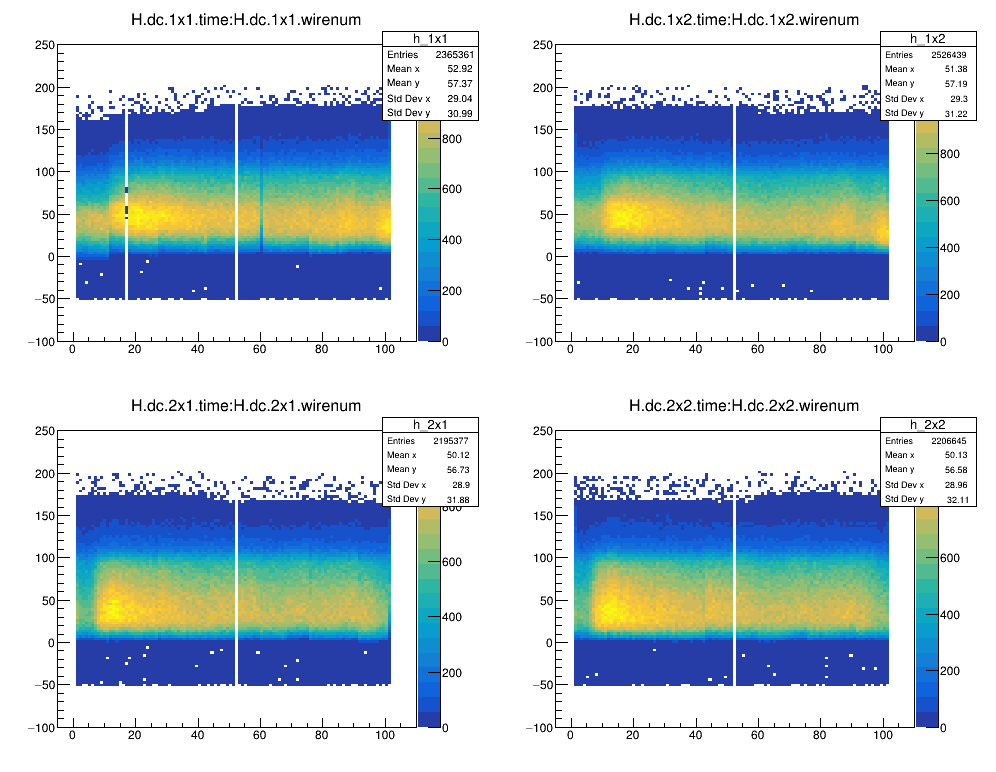 H.dc.1x1.time:H.dc.1x1.wirenum
h_1x1
Entries 2365361
Mean x 52.92
Mean y 57.37
Std Dev x 29.04
Std Dev y 30.99
250
200
150
100
50
0
−50
−100
0 20 40 60 80 100
800
600
400
200
0
H.dc.1x2.time:H.dc.1x2.wirenum
h_1x2
Entries 2526439
Mean x 51.38
Mean y 57.19
Std Dev x 29.3
Std Dev y 31.22
250
200
150
100
50
0
−50
−100
0 20 40 60 80 100
800
600
400
200
0
H.dc.2x1.time:H.dc.2x1.wirenum
h_2x1
Entries 2195377
Mean x 50.12
Mean y 56.73
Std Dev x 28.9
Std Dev y 31.88
250
200
150
100
50
0
−50
−100
0 20 40 60 80 100
800
600
400
200
0
H.dc.2x2.time:H.dc.2x2.wirenum
h_2x2
Entries 2206645
Mean x 50.13
Mean y 56.58
Std Dev x 28.96
Std Dev y 32.11
250
200
150
100
50
0
−50
−100
0 20 40 60 80 100
600
400
200
0